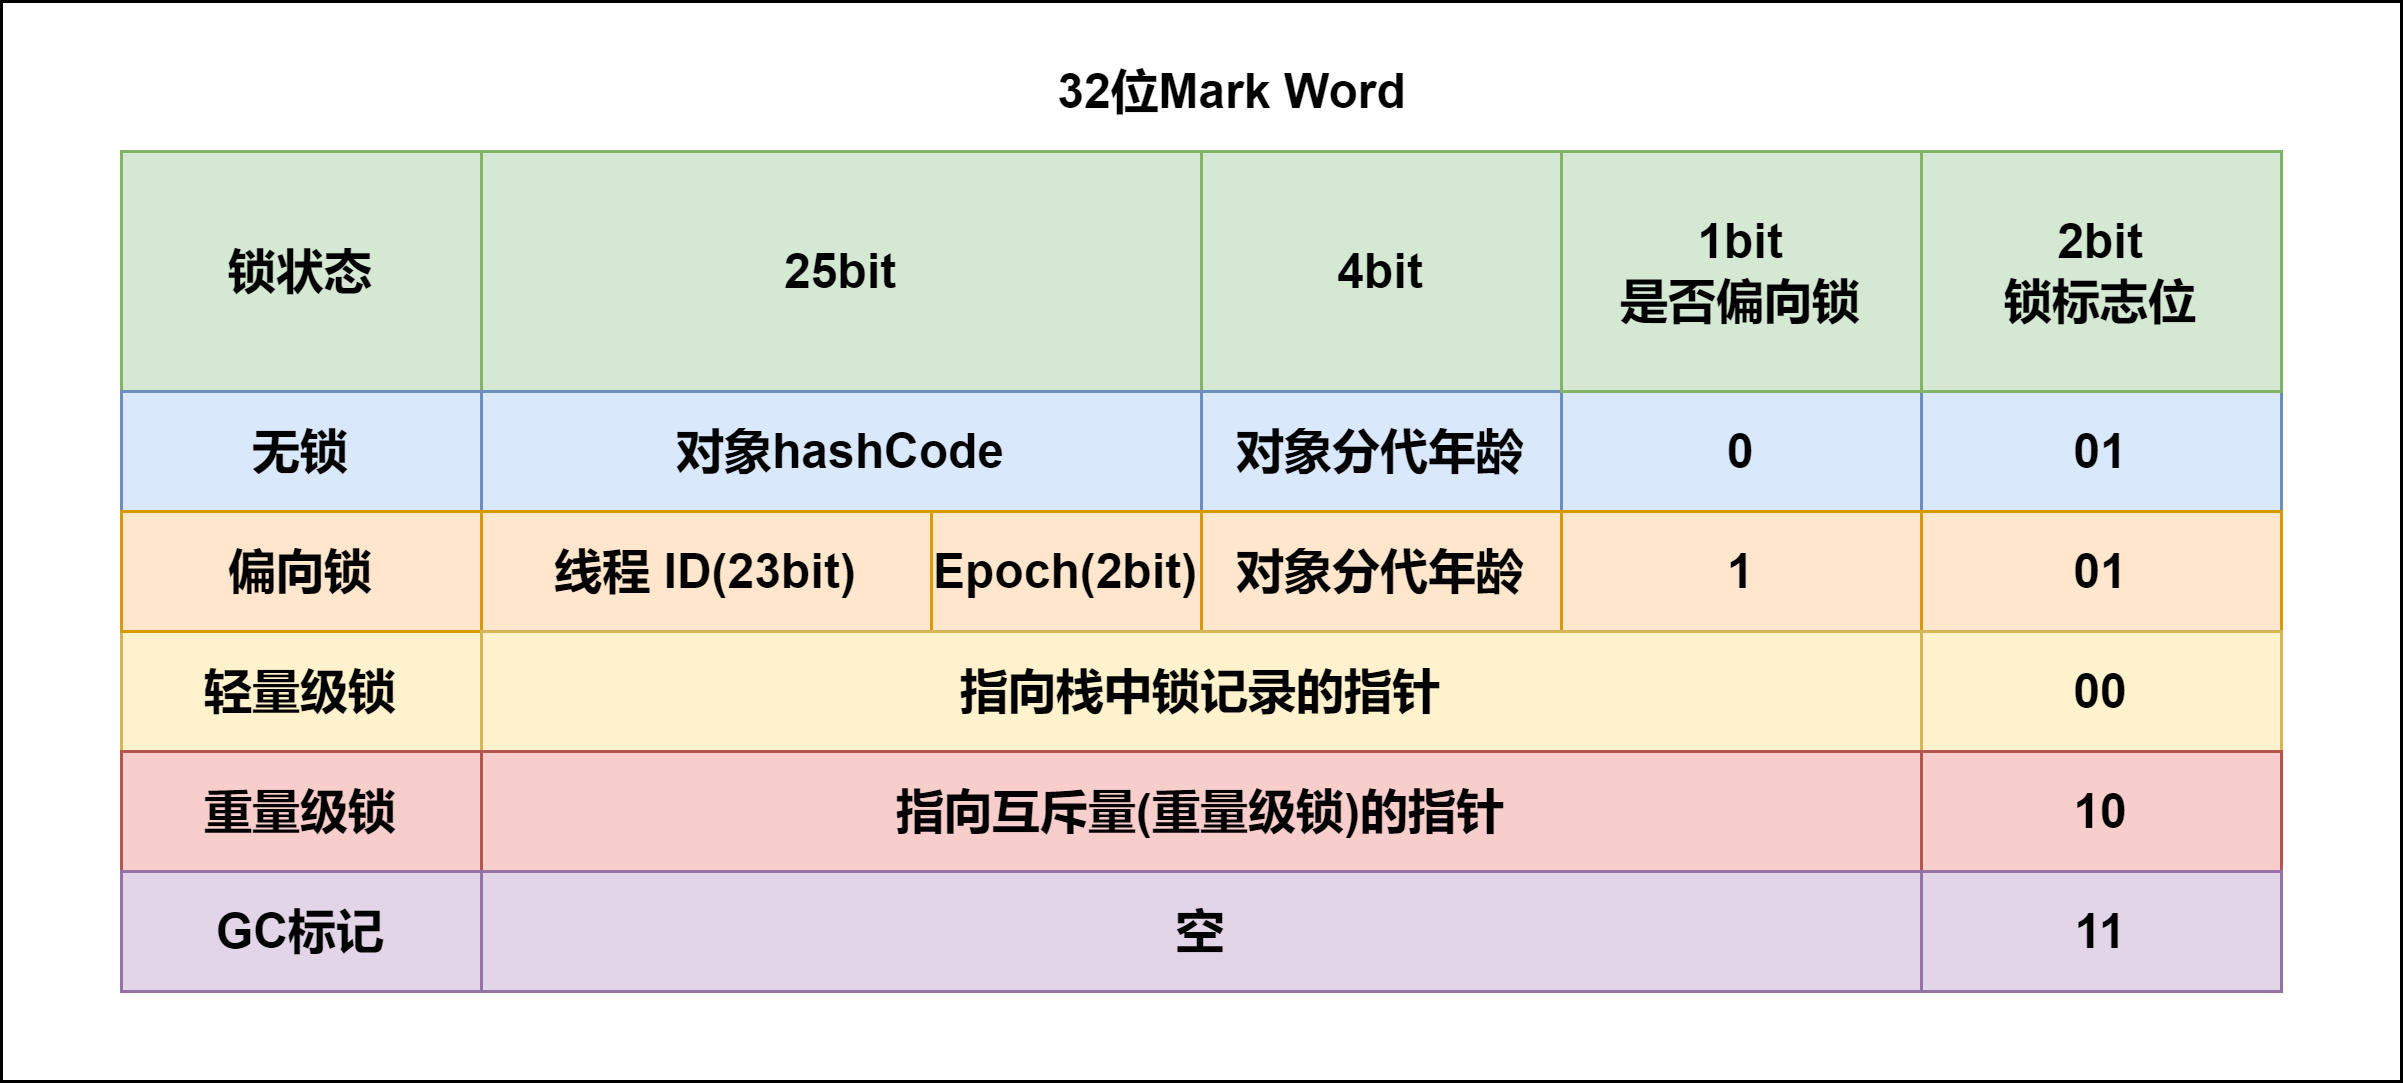 32位Mark Word
锁状态
25bit
4bit
1bit
是否偏向锁
2bit
锁标志位
无锁
对象hashCode
对象分代年龄
0
01
偏向锁
线程 ID(23bit)
Epoch(2bit)
对象分代年龄
1
01
轻量级锁
指向栈中锁记录的指针
00
重量级锁
指向互斥量(重量级锁)的指针
10
GC标记
空
11